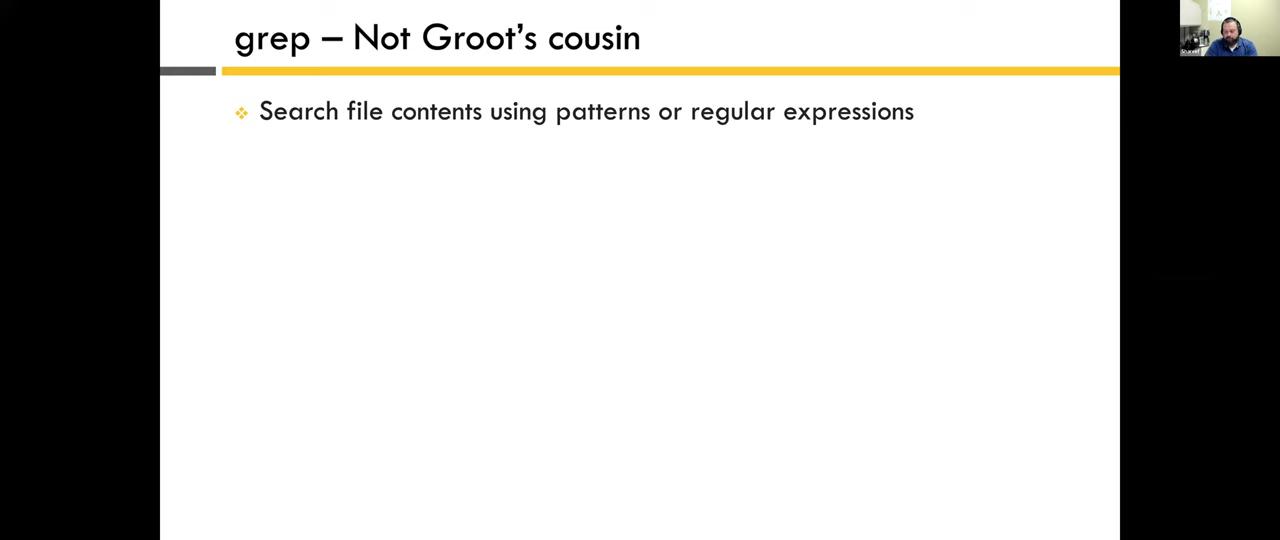 grep – Not Groot's cousin
Search file contents using patterns or regular expressions